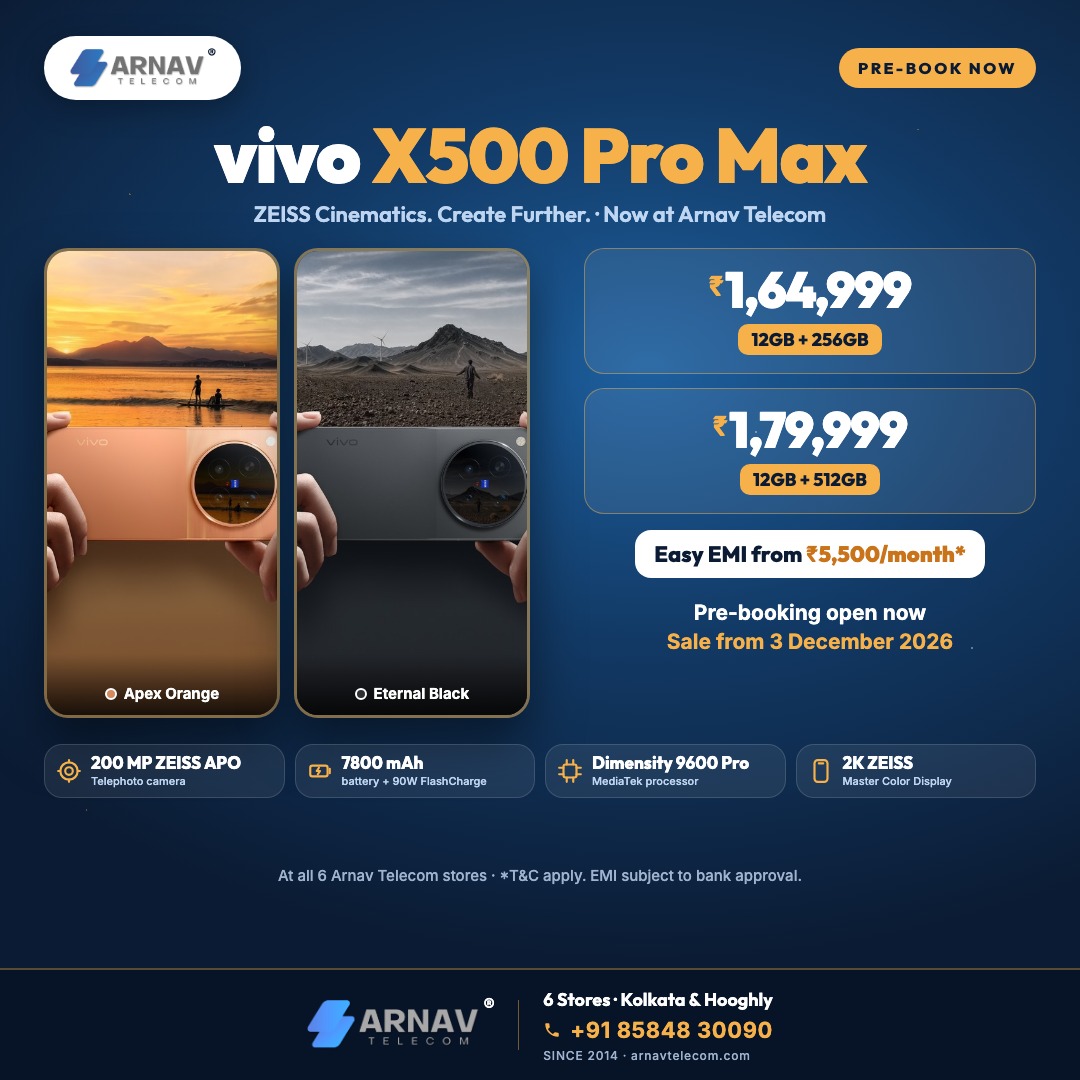 ARNAV®
TELECOM
PRE-BOOK NOW
vivo X500 Pro Max
ZEISS Cinematics. Create Further. · Now at Arnav Telecom
vivo
Apex Orange
vivo
Eternal Black
₹1,64,999
12GB + 256GB
₹1,79,999
12GB + 512GB
Easy EMI from ₹5,500/month*
Pre-booking open now
Sale from 3 December 2026
200 MP ZEISS APO
Telephoto camera
7800 mAh
battery + 90W FlashCharge
Dimensity 9600 Pro
MediaTek processor
2K ZEISS
Master Color Display
At all 6 Arnav Telecom stores · *T&C apply. EMI subject to bank approval.
ARNAV®
TELECOM
6 Stores · Kolkata & Hooghly
+91 85848 30090
SINCE 2014 · arnavtelecom.com